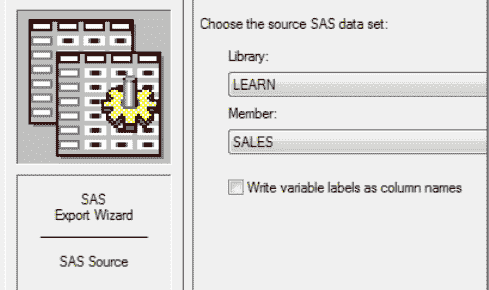 Choose the source SAS data set:
Library:
LEARN
Member:
SALES
Write variable labels as column names
SAS
Export Wizard
SAS Source